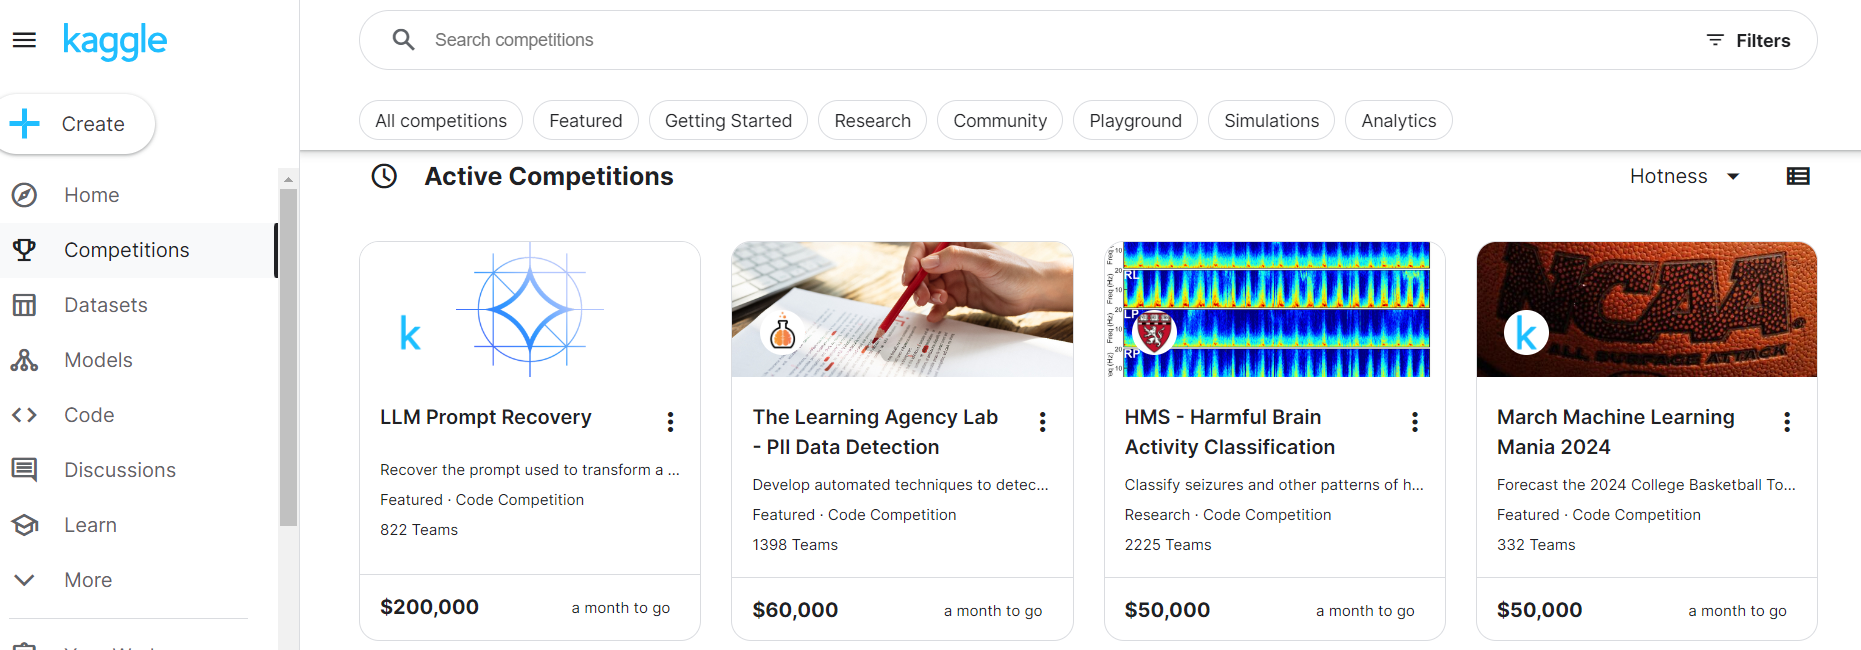 kaggle
Search competitions
Filters
Create
All competitions
Featured
Getting Started
Research
Community
Playground
Simulations
Analytics
Home
Competitions
Datasets
Models
Code
Discussions
Learn
More
Active Competitions
Hotness
k
LLM Prompt Recovery
Recover the prompt used to transform a ...
Featured · Code Competition
822 Teams
$200,000
a month to go
The Learning Agency Lab
- PII Data Detection
Develop automated techniques to detec...
Featured · Code Competition
1398 Teams
$60,000
a month to go
Freq (Hz)
RL
LP
RP
HMS - Harmful Brain
Activity Classification
Classify seizures and other patterns of h...
Research · Code Competition
2225 Teams
$50,000
a month to go
NCAA
k
March Machine Learning
Mania 2024
Forecast the 2024 College Basketball To...
Featured · Code Competition
332 Teams
$50,000
a month to go